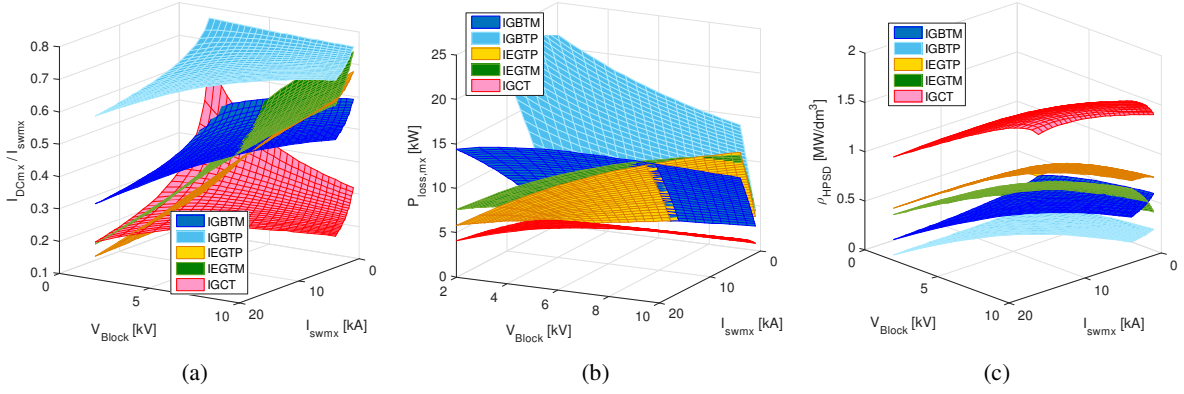 0.8
0.7
0.6
0.5
0.4
0.3
0.2
0.1
I_DCmx / I_swmx
0
5
10
V_Block [kV]
20
10
0
I_swmx [kA]
IGBTM
IGBTP
IEGTP
IEGTM
IGCT
(a)
25
20
15
10
5
0
P_loss,mx [kW]
2
4
6
8
10
V_Block [kV]
20
10
0
I_swmx [kA]
IGBTM
IGBTP
IEGTP
IEGTM
IGCT
(b)
2
1.5
1
0.5
0
ρ_HPSD [MW/dm³]
0
5
10
V_Block [kV]
20
10
0
I_swmx [kA]
IGBTM
IGBTP
IEGTP
IEGTM
IGCT
(c)